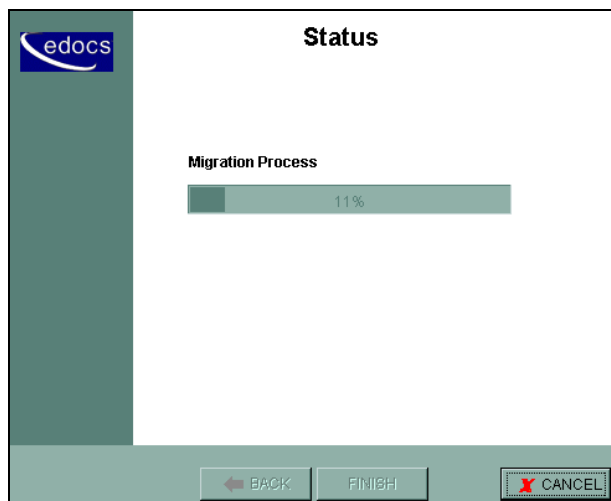 edocs
Status
Migration Process
11%
BACK
FINISH
CANCEL